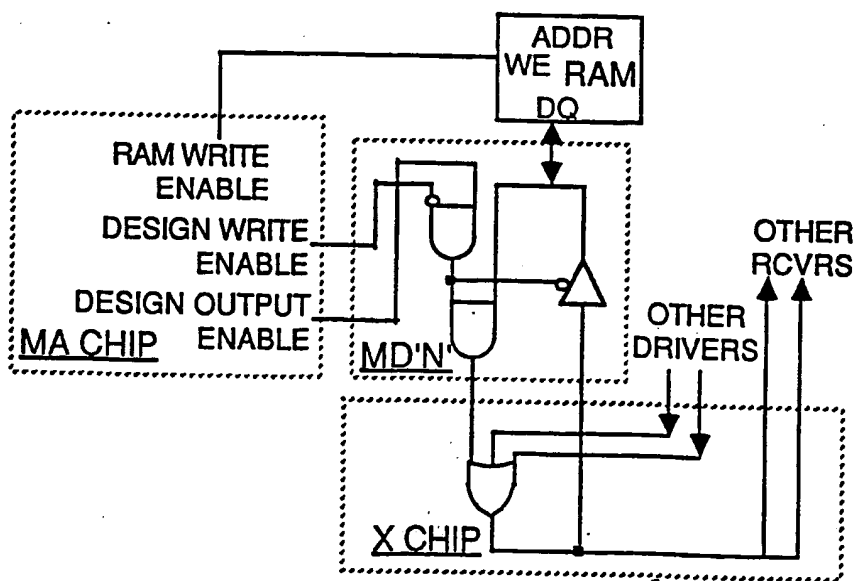 ADDR
WE RAM
DQ
RAM WRITE
ENABLE
DESIGN WRITE
ENABLE
DESIGN OUTPUT
ENABLE
MA CHIP
MD'N'
OTHER
RCVRS
OTHER
DRIVERS
X CHIP